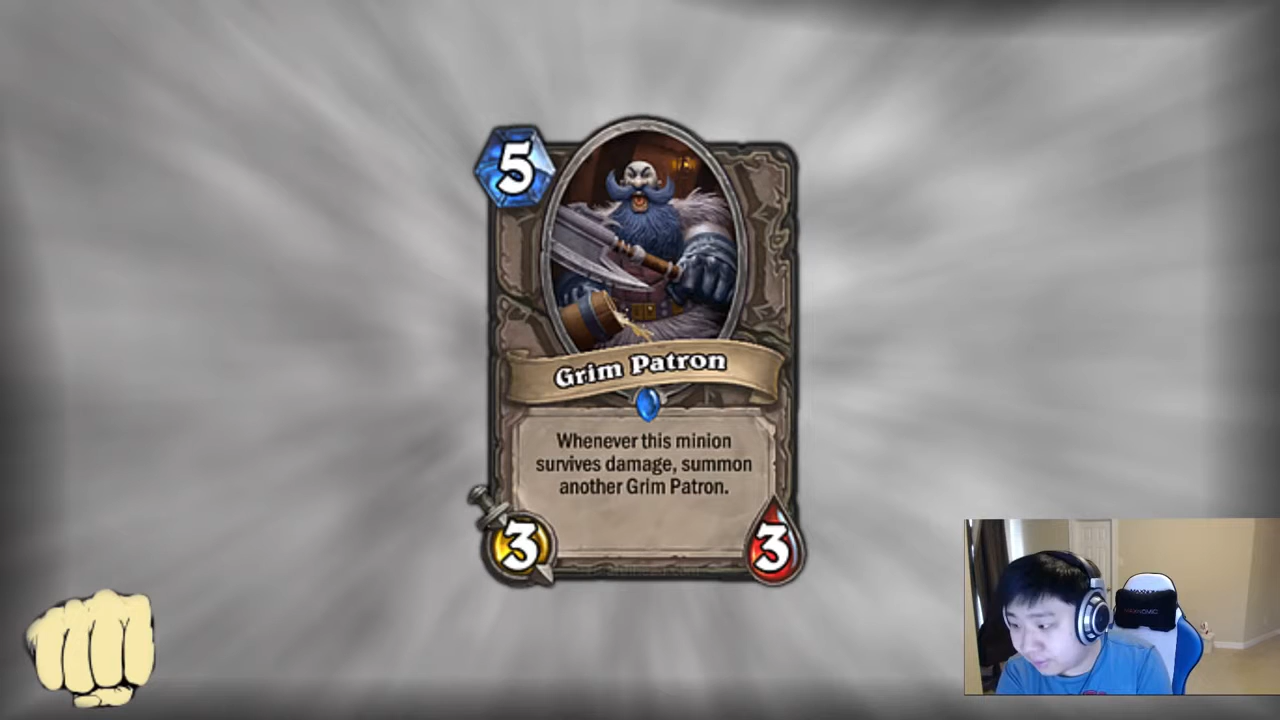 5
Grim Patron
Whenever this minion
survives damage, summon
another Grim Patron.
3
3